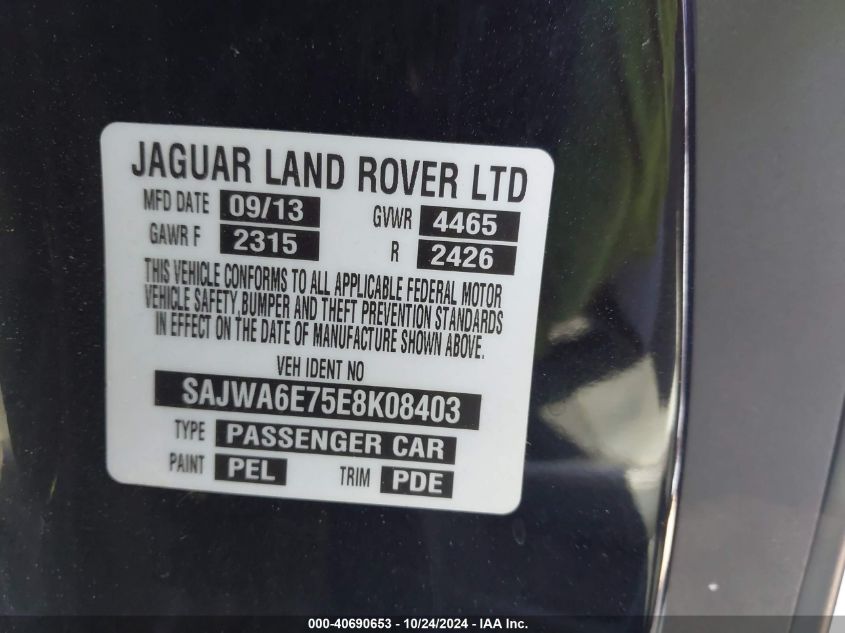 JAGUAR LAND ROVER LTD
MFD DATE 09/13 GVWR 4465
GAWR F 2315 R 2426
THIS VEHICLE CONFORMS TO ALL APPLICABLE FEDERAL MOTOR
VEHICLE SAFETY, BUMPER AND THEFT PREVENTION STANDARDS
IN EFFECT ON THE DATE OF MANUFACTURE SHOWN ABOVE.
VEH IDENT NO
SAJWA6E75E8K08403
TYPE PASSENGER CAR
PAINT PEL TRIM PDE
000-40690653 - 10/24/2024 - IAA Inc.